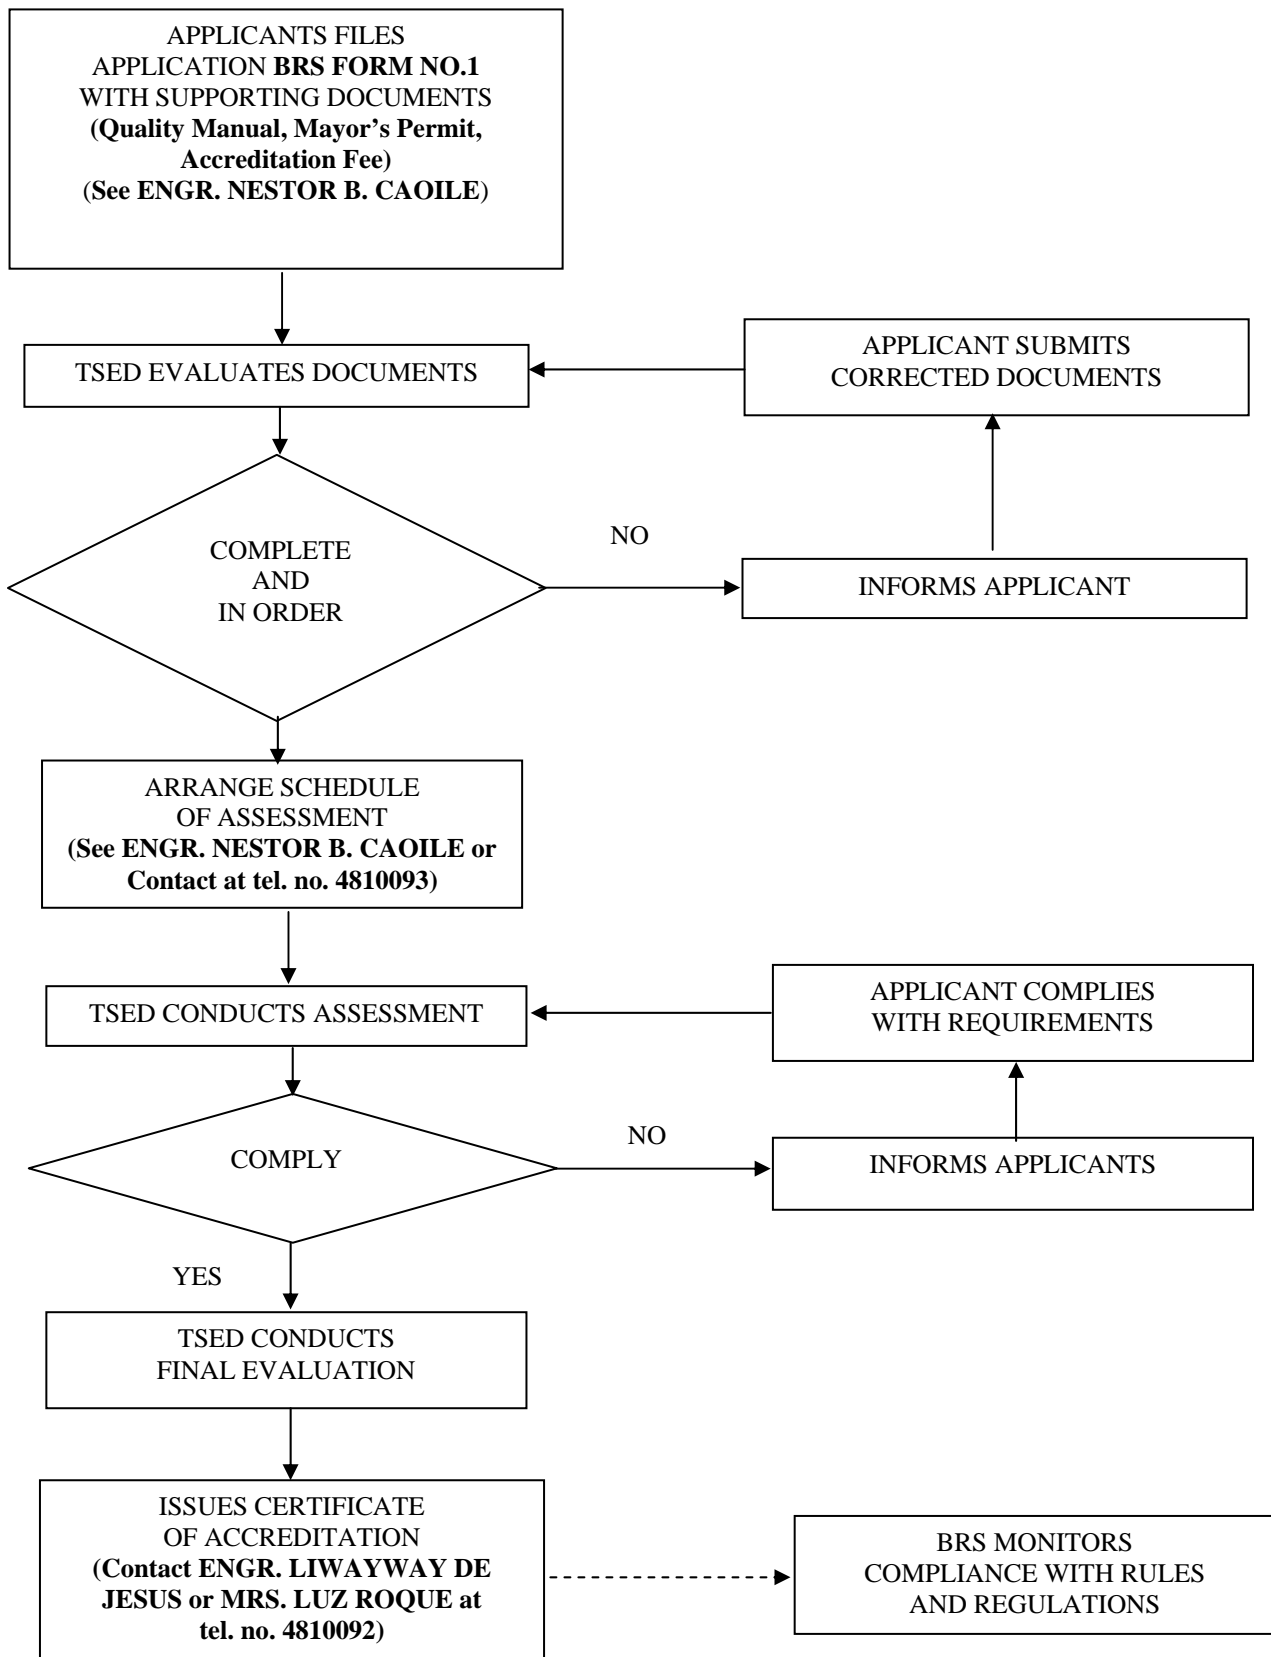 APPLICANTS FILES
APPLICATION BRS FORM NO.1
WITH SUPPORTING DOCUMENTS
(Quality Manual, Mayor's Permit,
Accreditation Fee)
(See ENGR. NESTOR B. CAOILE)
TSED EVALUATES DOCUMENTS
APPLICANT SUBMITS
CORRECTED DOCUMENTS
COMPLETE
AND
IN ORDER
NO
INFORMS APPLICANT
ARRANGE SCHEDULE
OF ASSESSMENT
(See ENGR. NESTOR B. CAOILE or
Contact at tel. no. 4810093)
TSED CONDUCTS ASSESSMENT
APPLICANT COMPLIES
WITH REQUIREMENTS
COMPLY
NO
INFORMS APPLICANTS
YES
TSED CONDUCTS
FINAL EVALUATION
ISSUES CERTIFICATE
OF ACCREDITATION
(Contact ENGR. LIWAYWAY DE
JESUS or MRS. LUZ ROQUE at
tel. no. 4810092)
BRS MONITORS
COMPLIANCE WITH RULES
AND REGULATIONS